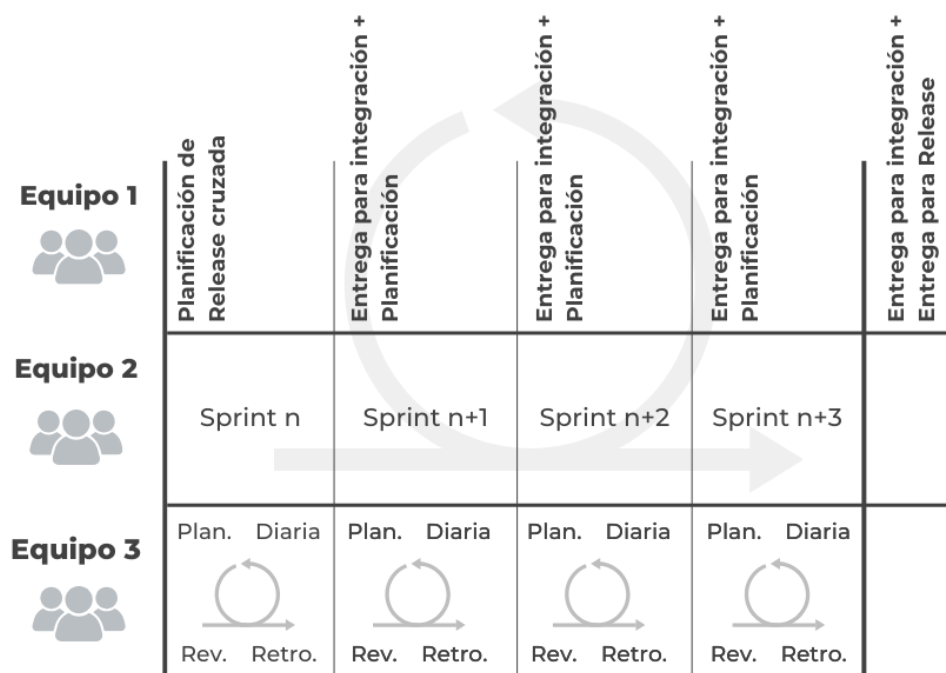 Planificación de
Release cruzada
Entrega para integración +
Planificación
Entrega para integración +
Planificación
Entrega para integración +
Planificación
Entrega para integración +
Entrega para Release
Equipo 1
Equipo 2
Sprint n
Sprint n+1
Sprint n+2
Sprint n+3
Equipo 3
Plan. Diaria
Plan. Diaria
Plan. Diaria
Plan. Diaria
Rev. Retro.
Rev. Retro.
Rev. Retro.
Rev. Retro.